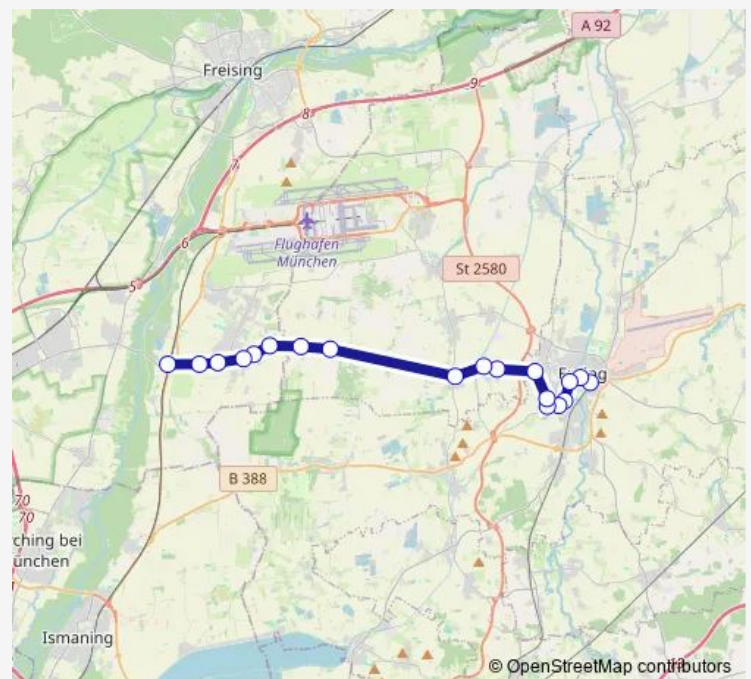 A 92
Freising
9
8
7
6
Flughafen
München
5
St 2580
B 388
70
70
rching bei
ünchen
Ismaning
© OpenStreetMap contributors